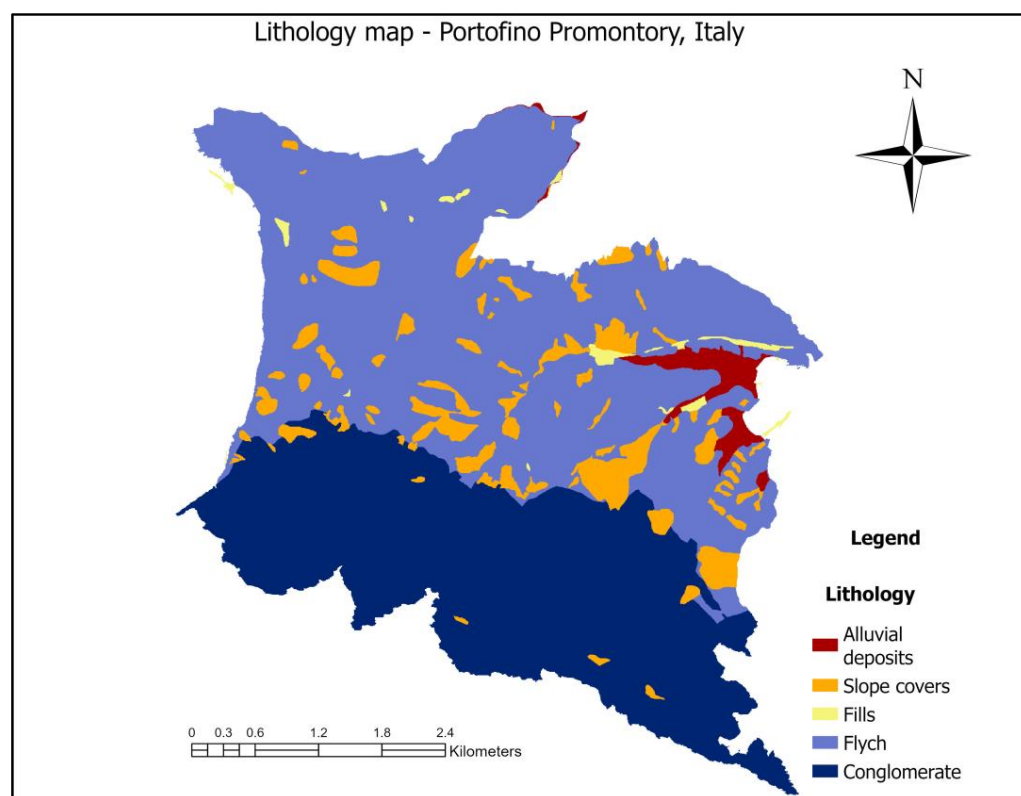 Lithology map - Portofino Promontory, Italy
N
Legend
Lithology
Alluvial
deposits
Slope covers
Fills
Flych
Conglomerate
0 0.3 0.6 1.2 1.8 2.4
Kilometers